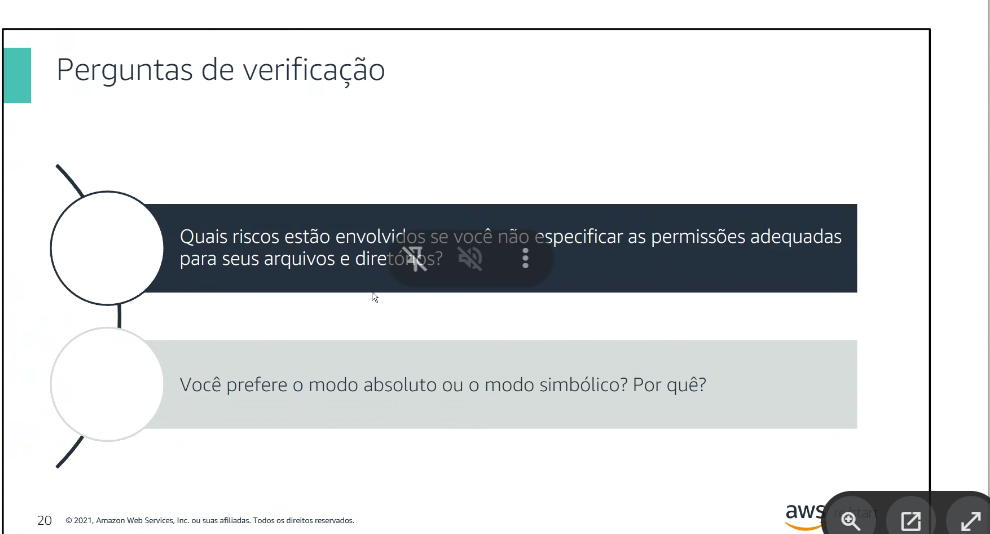 Perguntas de verificação
Quais riscos estão envolvidos se você não especificar as permissões adequadas
para seus arquivos e diretórios?
Você prefere o modo absoluto ou o modo simbólico? Por quê?
20 © 2021, Amazon Web Services, Inc. ou suas afiliadas. Todos os direitos reservados.
aws